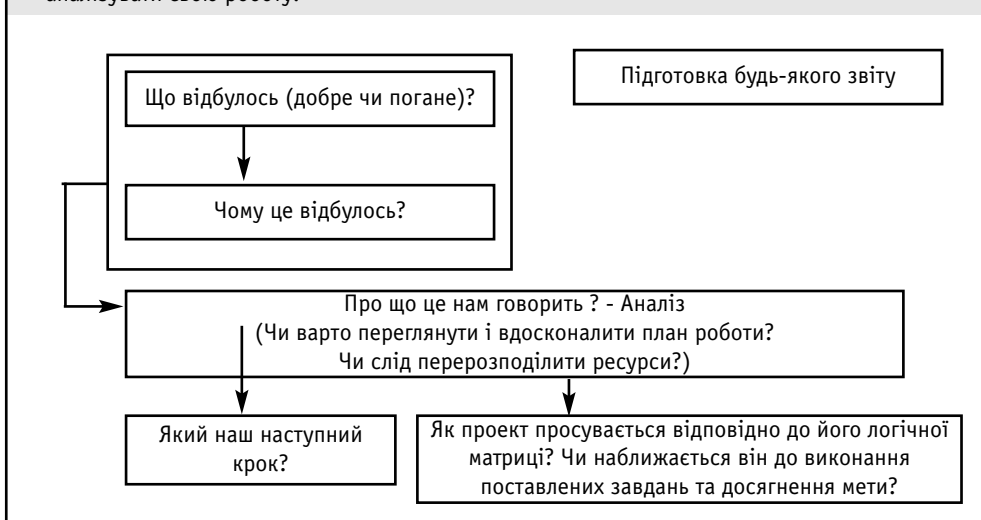 Підготовка будь-якого звіту
Що відбулось (добре чи погане)?
Чому це відбулось?
Про що це нам говорить ? - Аналіз
(Чи варто переглянути і вдосконалити план роботи?
Чи слід перерозподілити ресурси?)
Який наш наступний
крок?
Як проект просувається відповідно до його логічної
матриці? Чи наближається він до виконання
поставлених завдань та досягнення мети?